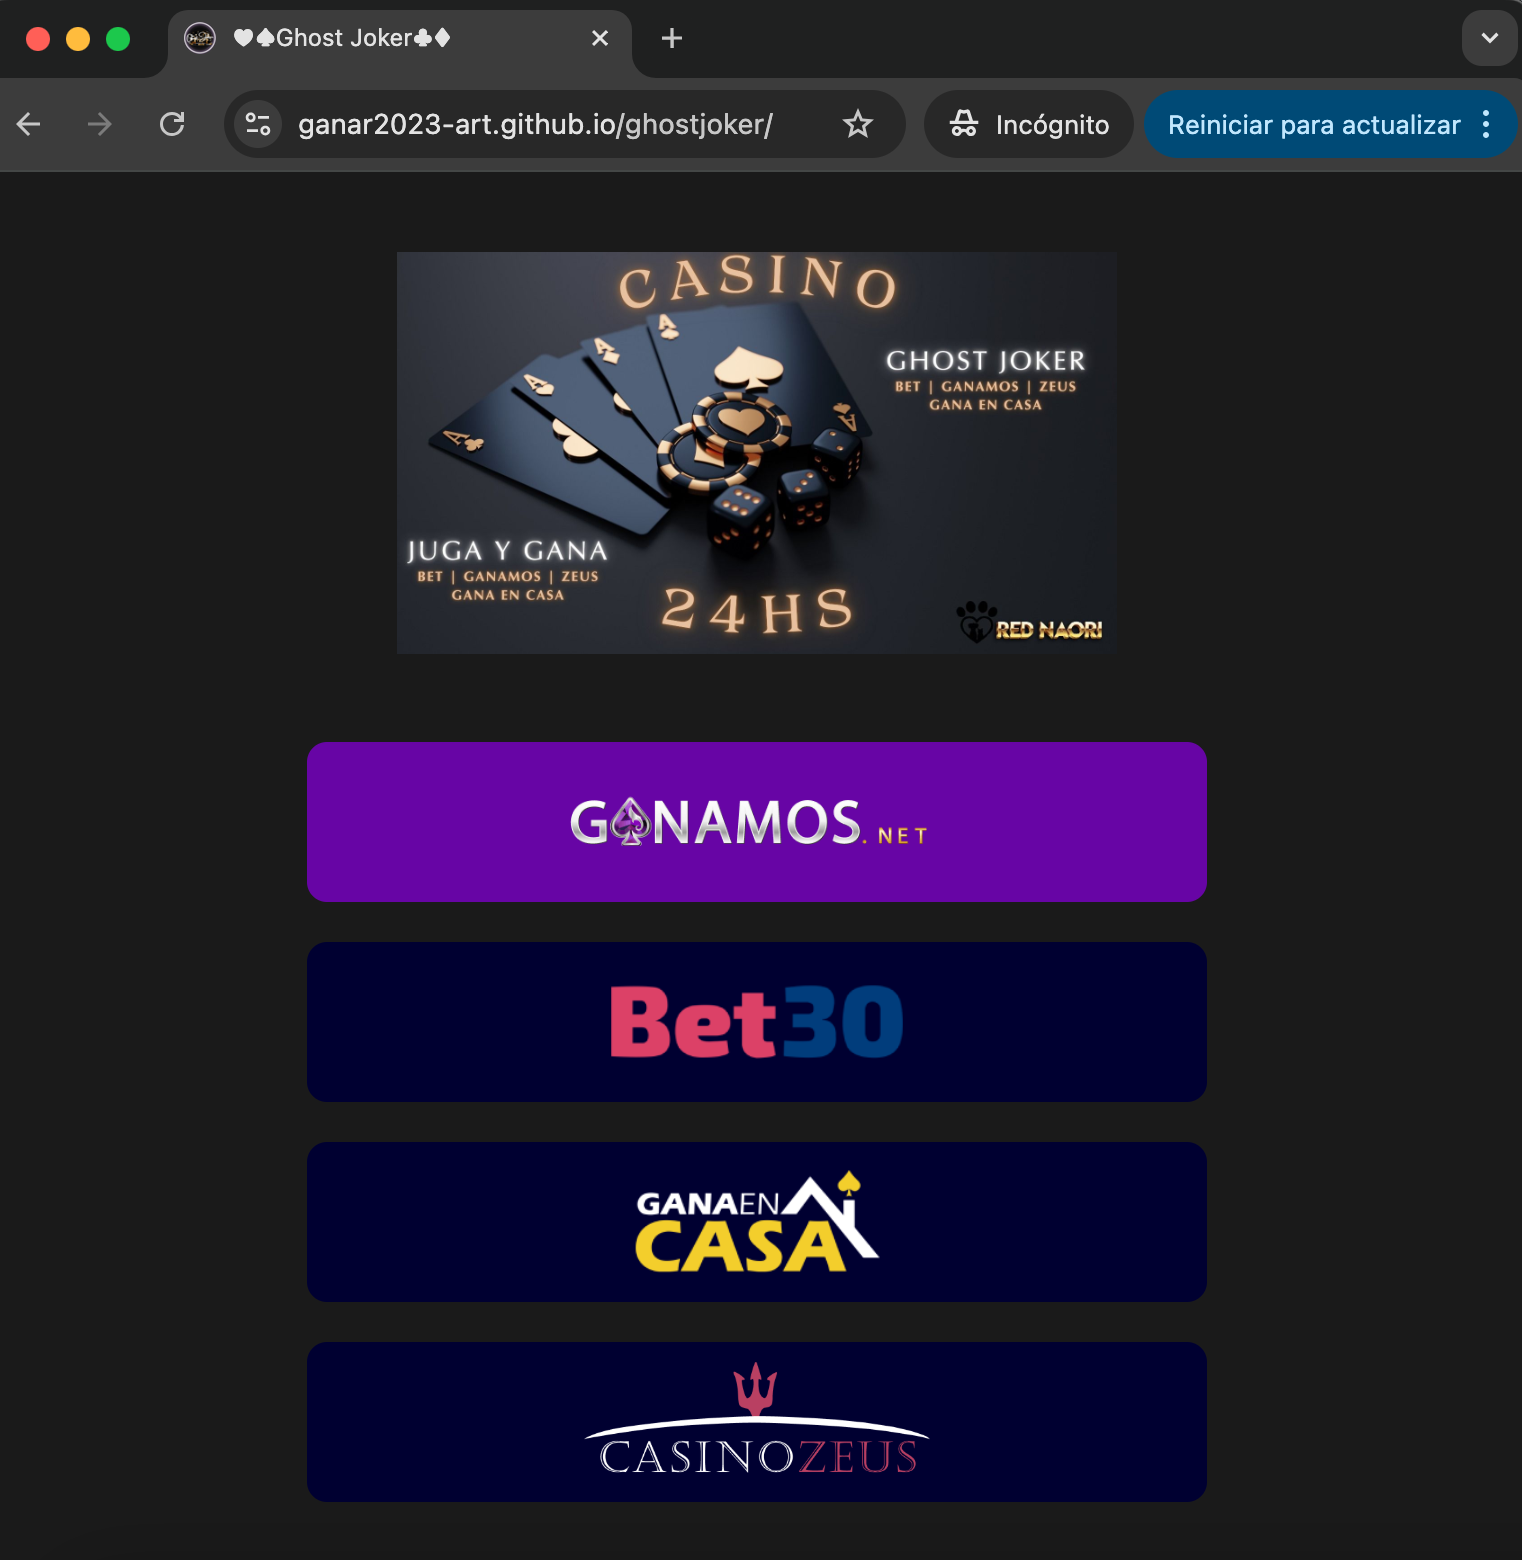 ♥♠Ghost Joker♣♦
ganar2023-art.github.io/ghostjoker/
Incógnito
Reiniciar para actualizar
CASINO
GHOST JOKER
BET | GANAMOS | ZEUS
GANA EN CASA
JUGA Y GANA
BET | GANAMOS | ZEUS
GANA EN CASA
24HS
RED NAORI
GANAMOS.NET
Bet30
GANAEN
CASA
CASINOZEUS